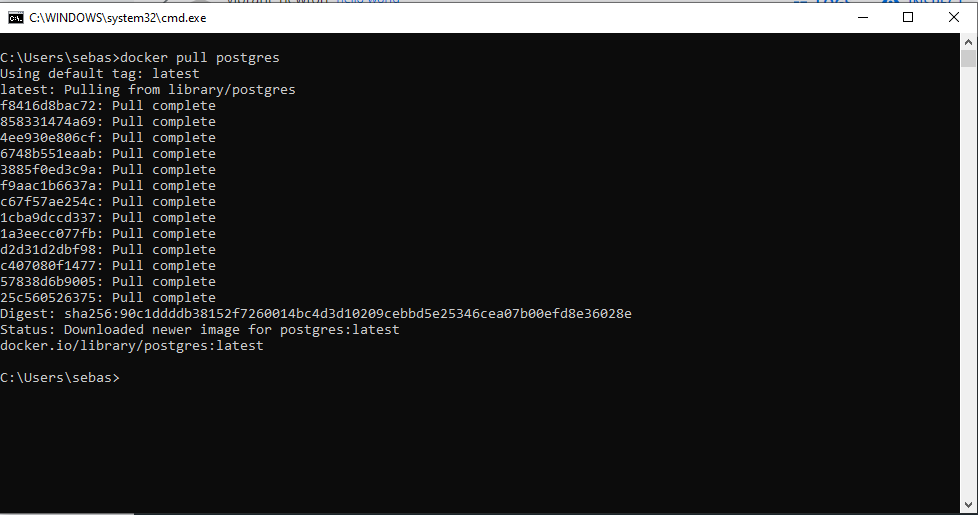 C:\WINDOWS\system32\cmd.exe
C:\Users\sebas>docker pull postgres
Using default tag: latest
latest: Pulling from library/postgres
f8416d8bac72: Pull complete
858331474a69: Pull complete
4ee930e806cf: Pull complete
6748b551eaab: Pull complete
3885f0ed3c9a: Pull complete
f9aac1b6637a: Pull complete
c67f57ae254c: Pull complete
1cba9dccd337: Pull complete
1a3eecc077fb: Pull complete
d2d31d2dbf98: Pull complete
c407080f1477: Pull complete
57838d6b9005: Pull complete
25c560526375: Pull complete
Digest: sha256:90c1ddddb38152f7260014bc4d3d10209cebbd5e25346cea07b00efd8e36028e
Status: Downloaded newer image for postgres:latest
docker.io/library/postgres:latest
C:\Users\sebas>